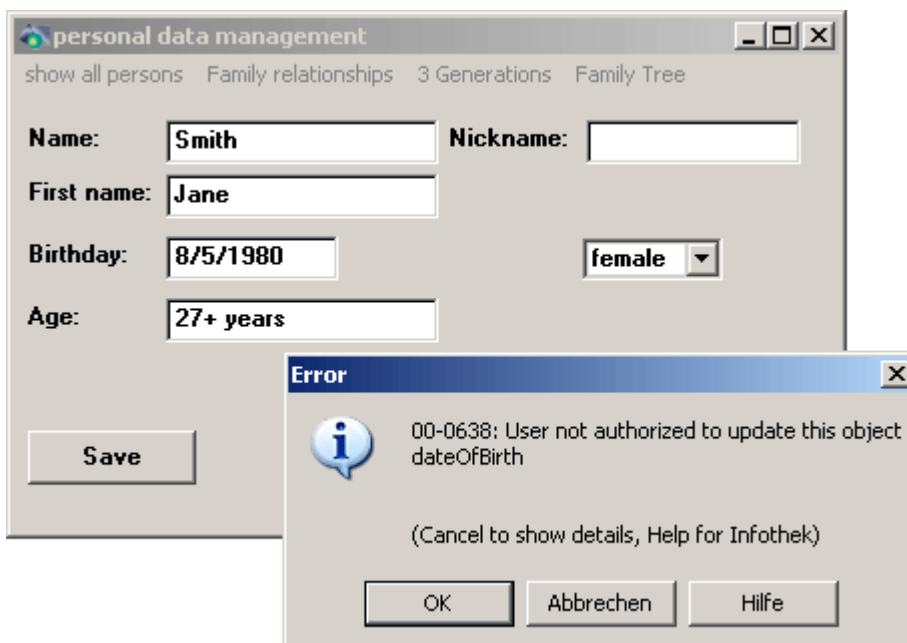 personal data management
show all persons Family relationships 3 Generations Family Tree
Name: Smith Nickname:
First name: Jane
Birthday: 8/5/1980 female
Age: 27+ years
Save
Error
00-0638: User not authorized to update this object
dateOfBirth
(Cancel to show details, Help for Infothek)
OK Abbrechen Hilfe